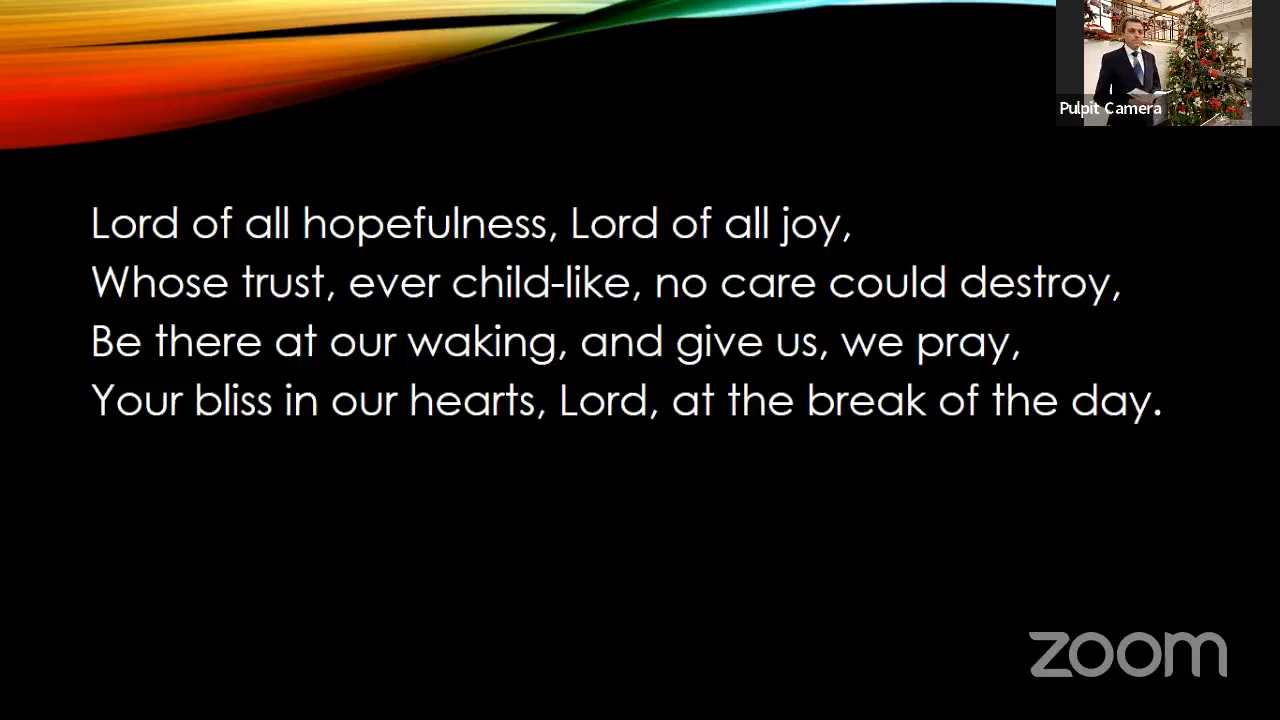 Pulpit Camera
Lord of all hopefulness, Lord of all joy,
Whose trust, ever child-like, no care could destroy,
Be there at our waking, and give us, we pray,
Your bliss in our hearts, Lord, at the break of the day.
zoom